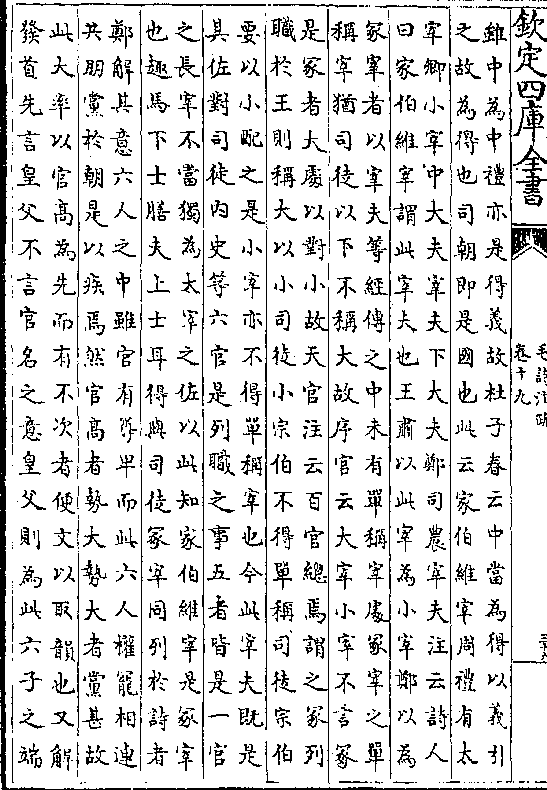 欽定四庫全書
毛詩注疏
卷十九
雖中為中禮亦是得義故杜子春云中當為得以義引
之故為得也司朝即是國也此云家伯維宰周禮有太
宰卿小宰中大夫宰夫下大夫鄭司農宰夫注云詩人
曰家伯維宰謂此宰夫也王肅以此宰為小宰鄭以為
冡宰者以宰夫等經傳之中未有單稱宰處冡宰之單
稱宰猶司徒以下不稱大故序官云大宰小宰不言冡
是冡者大處以對小故天官注云百官總焉謂之冡列
職於王則稱大以小司徒小宗伯不得單稱司徒宗伯
要以小配之是小宰亦不得單稱宰也今此宰夫既是
具佐對司徒内史等六官是列職之事五者皆是一官
之長宰不當獨為太宰之佐以此知家伯維宰是冡宰
也趣馬下士膳夫上士耳得與司徒冡宰同列於詩者
鄭解其意六人之中雖官有尊卑而此六人權寵相連
共朋黨於朝是以疾焉然官髙者勢大勢大者黨甚故
此大率以官髙為先而有不次者便文以取韻也又解
發首先言皇父不言官名之意皇父則為此六子之端